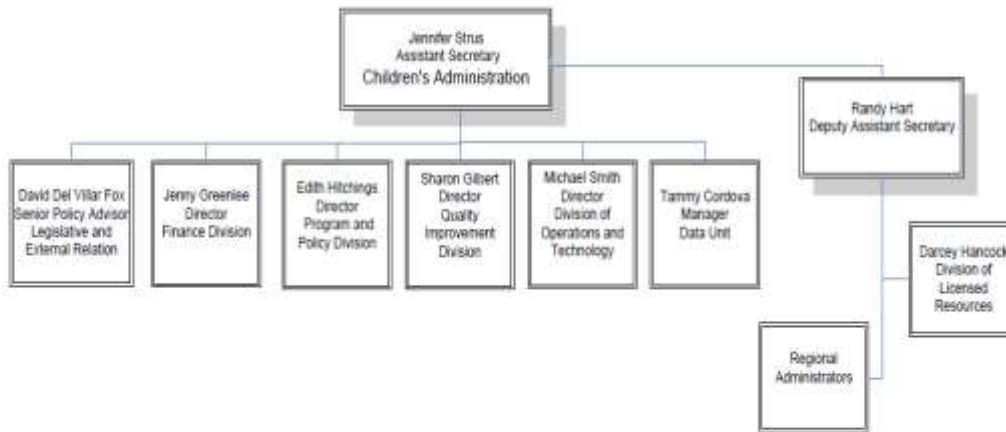 Jennifer Strus
Assistant Secretary
Children's Administration
Randy Hart
Deputy Assistant Secretary
David Del Villar Fox
Senior Policy Advisor
Legislative and
External Relation
Jenny Greenlee
Director
Finance Division
Edith Hitchings
Director
Program and
Policy Division
Sharon Gilbert
Director
Quality
Improvement
Division
Michael Smith
Director
Division of
Operations and
Technology
Tammy Cordova
Manager
Data Unit
Darcey Hancock
Division of
Licensed
Resources
Regional
Administrators